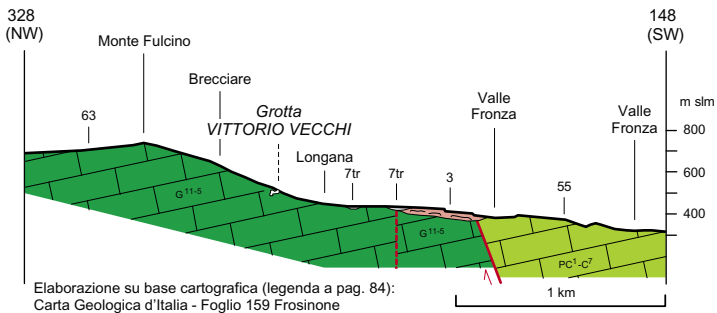 328
(NW)
148
(SW)
Monte Fulcino
Brecciare
Grotta
VITTORIO VECCHI
Longana
Valle
Fronza
Valle
Fronza
m slm
63
7tr
7tr
3
55
800
600
400
G11-5
G11-5
PC1-C7
Elaborazione su base cartografica (legenda a pag. 84):
Carta Geologica d'Italia - Foglio 159 Frosinone
1 km